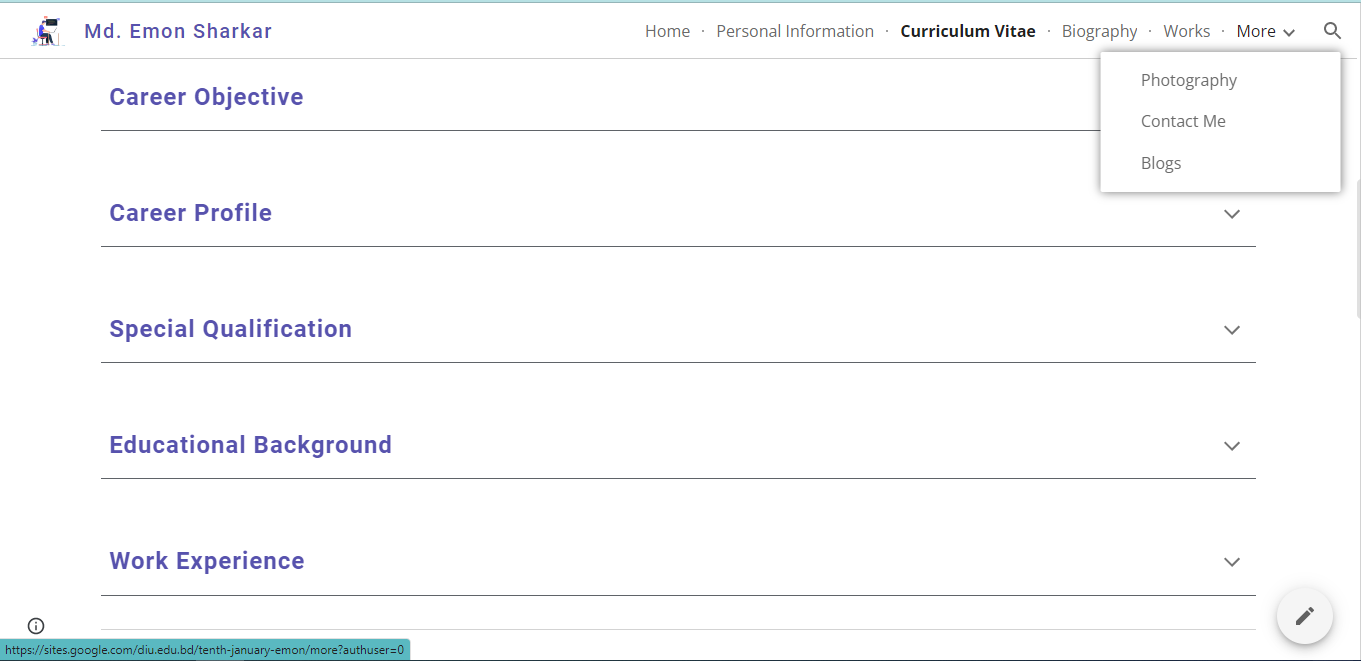 Md. Emon Sharkar
Home · Personal Information · Curriculum Vitae · Biography · Works · More
Photography
Contact Me
Blogs
Career Objective
Career Profile
Special Qualification
Educational Background
Work Experience
https://sites.google.com/diu.edu.bd/tenth-january-emon/more?authuser=0